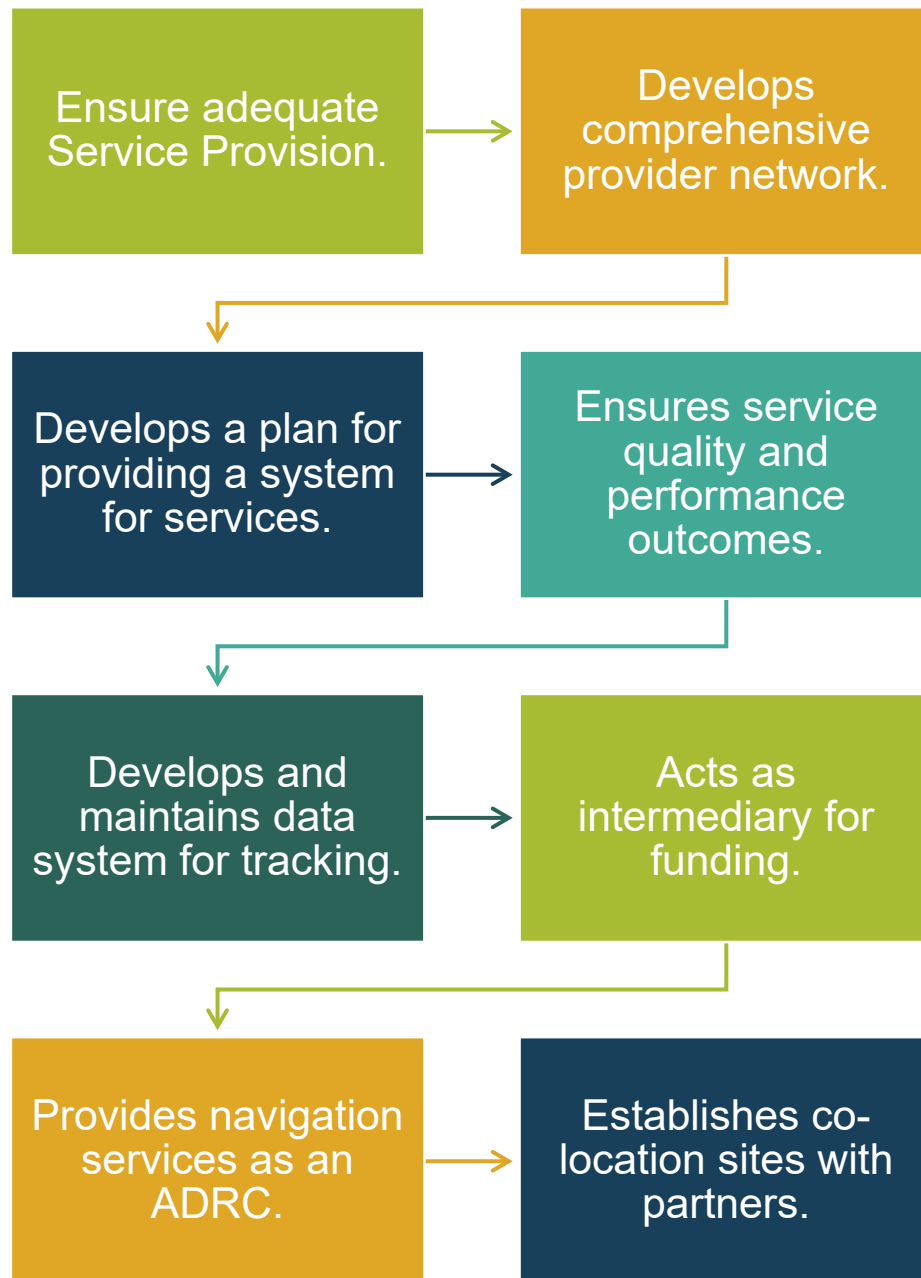 Ensure adequate
Service Provision.
Develops
comprehensive
provider network.
Develops a plan for
providing a system
for services.
Ensures service
quality and
performance
outcomes.
Develops and
maintains data
system for tracking.
Acts as
intermediary for
funding.
Provides navigation
services as an
ADRC.
Establishes co-
location sites with
partners.